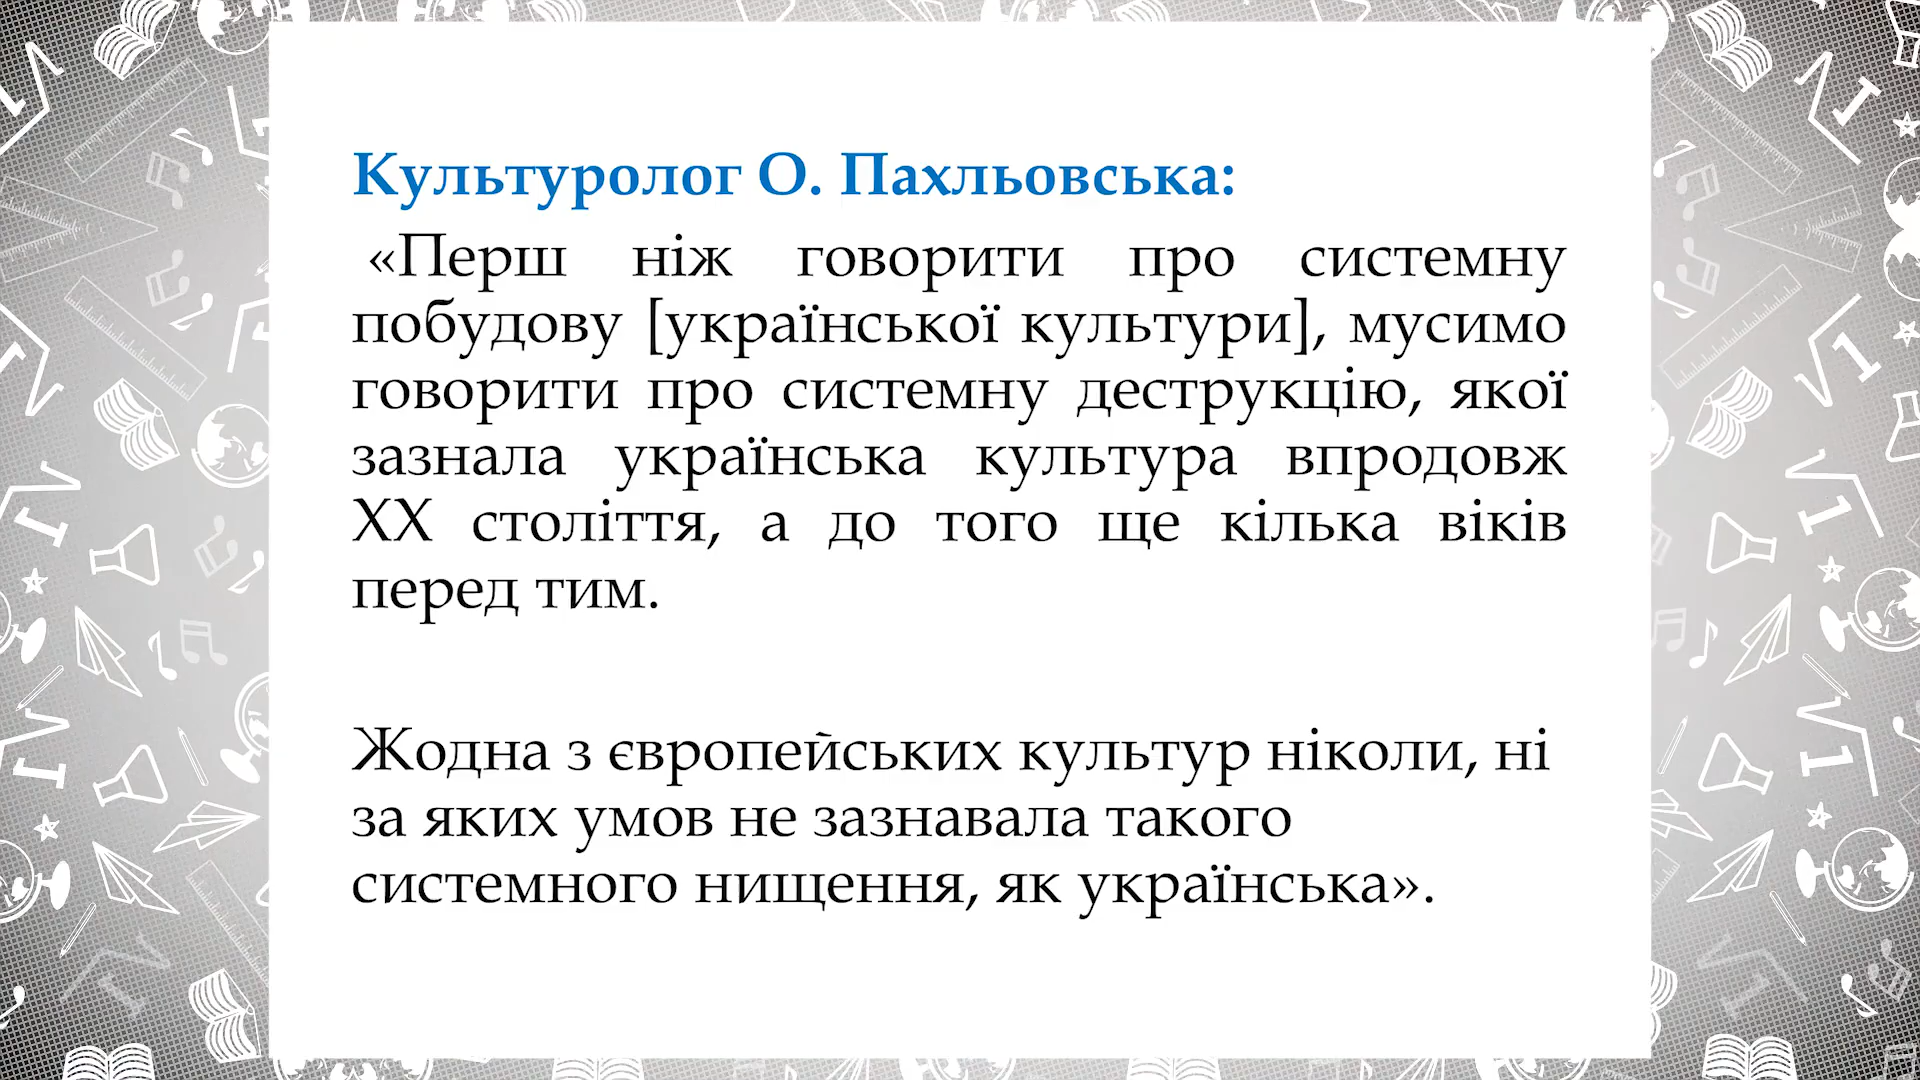 Культуролог О. Пахльовська:
«Перш ніж говорити про системну
побудову [української культури], мусимо
говорити про системну деструкцію, якої
зазнала українська культура впродовж
ХХ століття, а до того ще кілька віків
перед тим.
Жодна з європейських культур ніколи, ні
за яких умов не зазнавала такого
системного нищення, як українська».